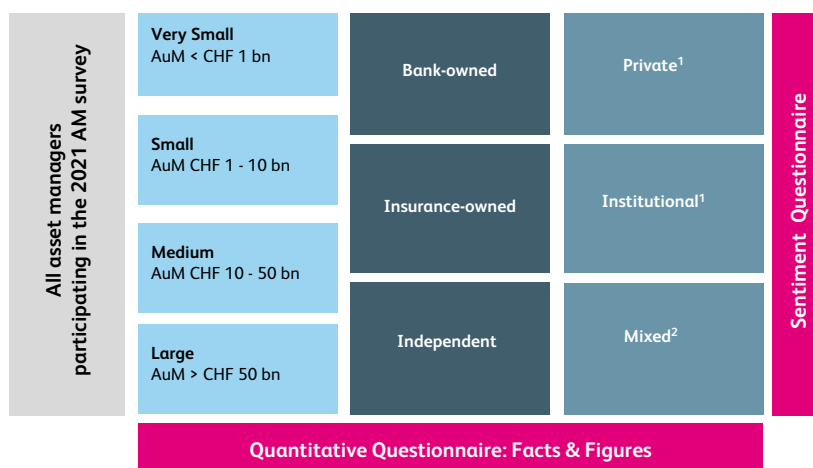 All asset managers
participating in the 2021 AM survey
Very Small
AuM < CHF 1 bn
Small
AuM CHF 1 - 10 bn
Medium
AuM CHF 10 - 50 bn
Large
AuM > CHF 50 bn
Bank-owned
Insurance-owned
Independent
Private¹
Institutional¹
Mixed²
Sentiment Questionnaire
Quantitative Questionnaire: Facts & Figures